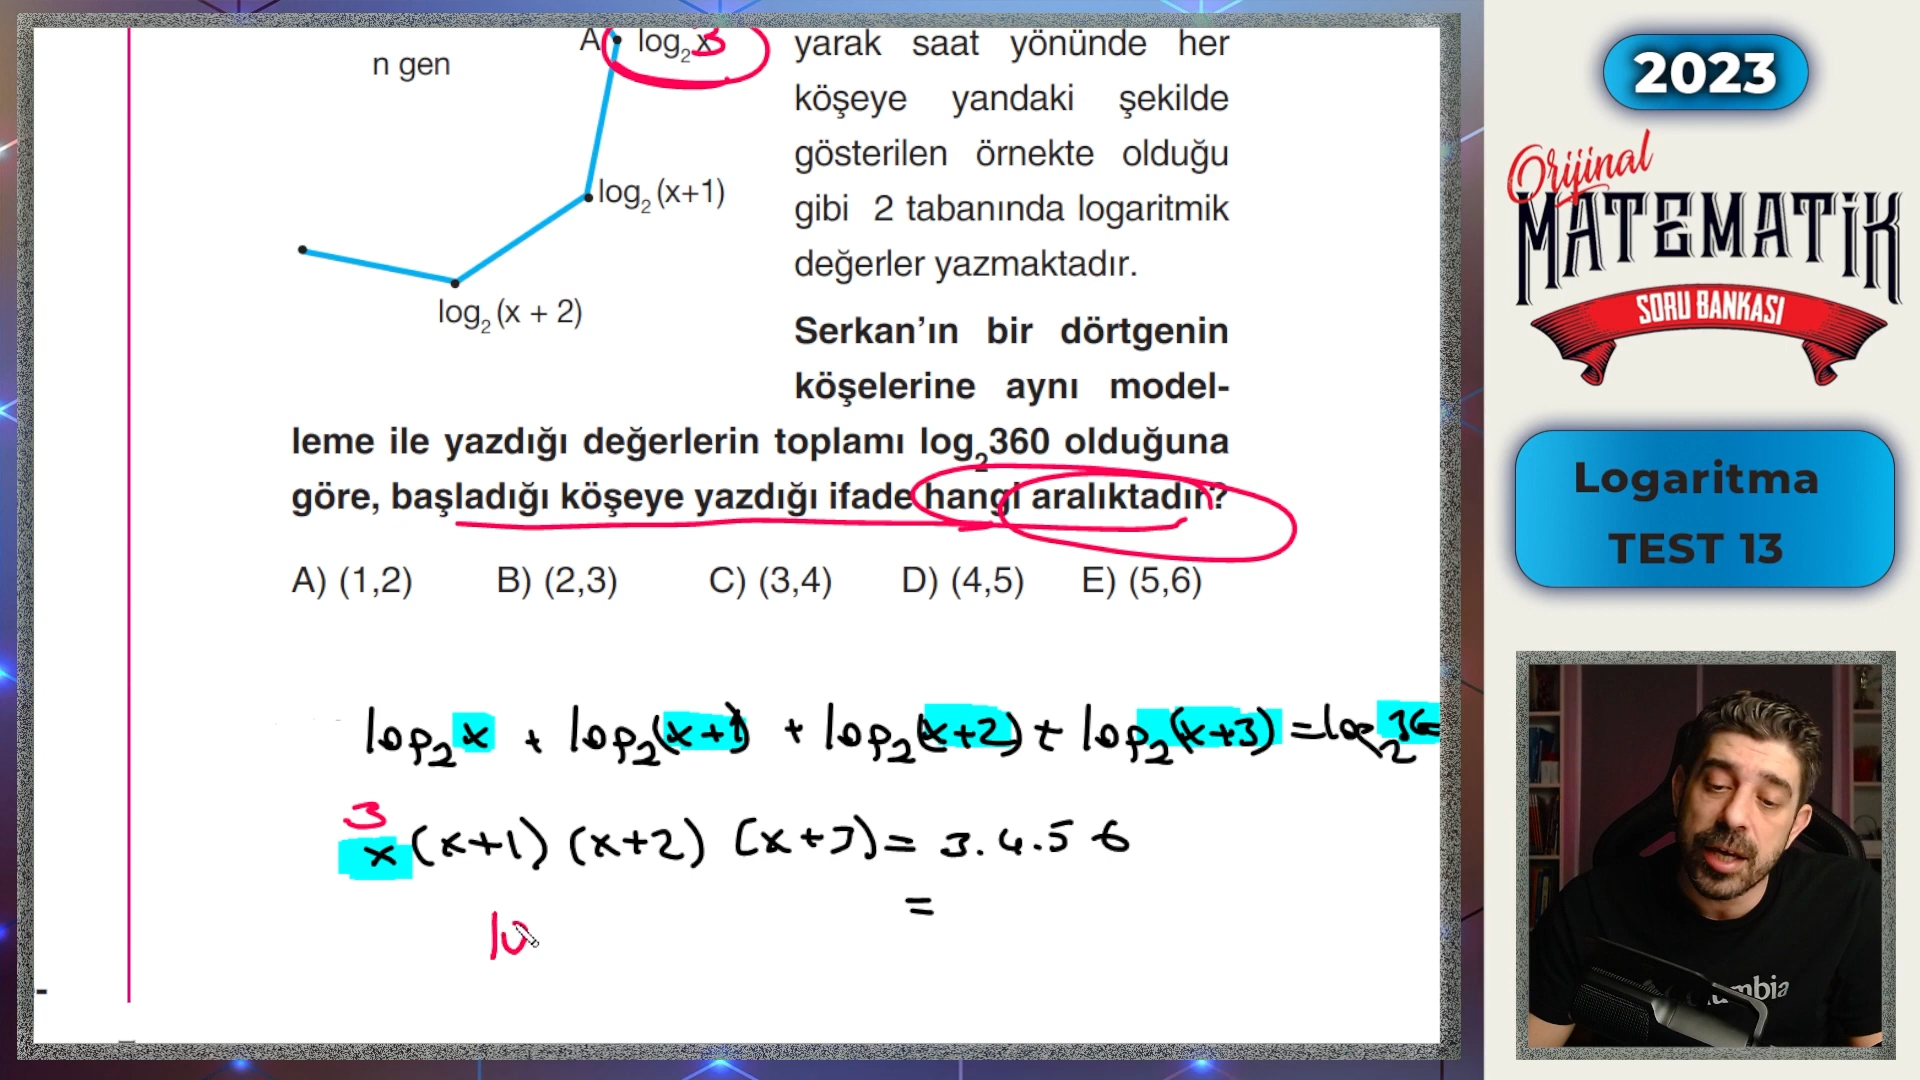 A log₂x 3
n gen
log₂(x+1)
log₂(x + 2)
yarak saat yönünde her
köşeye yandaki şekilde
gösterilen örnekte olduğu
gibi 2 tabanında logaritmik
değerler yazmaktadır.
Serkan’ın bir dörtgenin
köşelerine aynı model-
leme ile yazdığı değerlerin toplamı log₂360 olduğuna
göre, başladığı köşeye yazdığı ifade hangi aralıktadır?
A) (1,2) B) (2,3) C) (3,4) D) (4,5) E) (5,6)
log₂x + log₂(x+1) + log₂(x+2) + log₂(x+3) = log₂36
3
x(x+1)(x+2)(x+3) = 3.4.5 6
=
lo
-
2023
Orijinal
MATEMATİK
SORU BANKASI
Logaritma
TEST 13